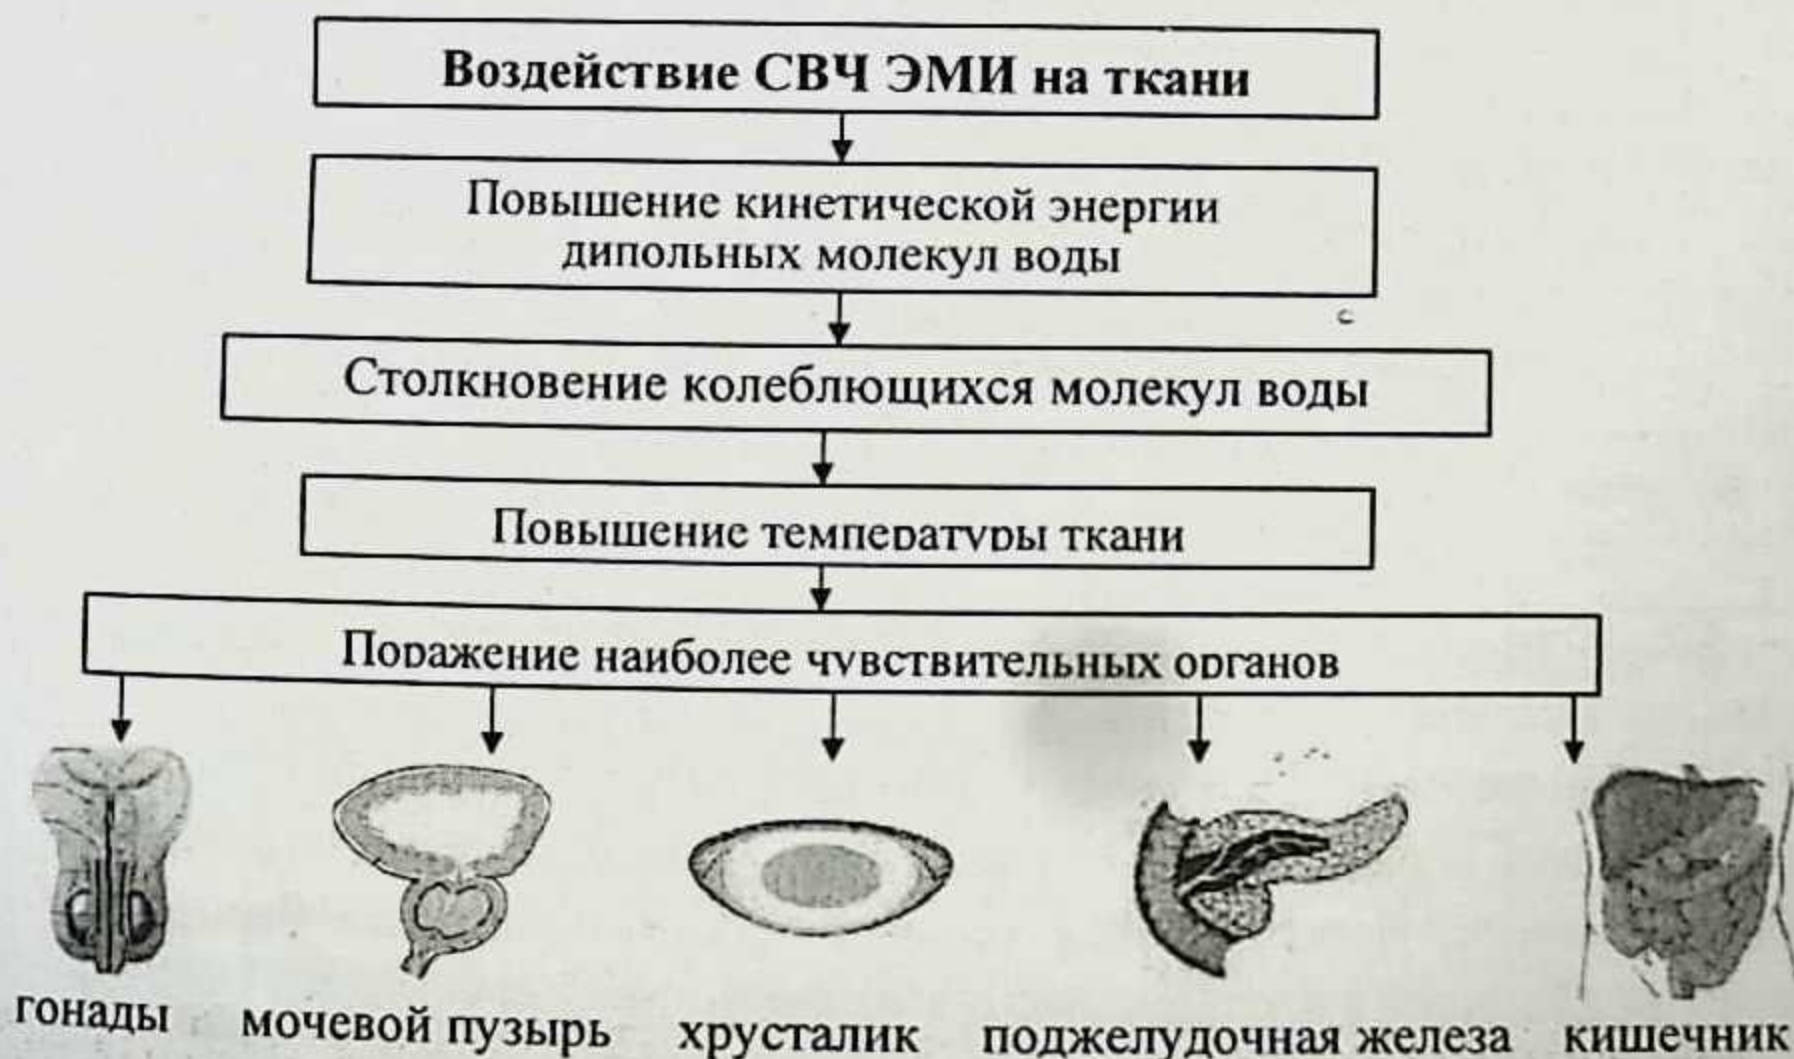 Воздействие СВЧ ЭМИ на ткани
Повышение кинетической энергии
дипольных молекул воды
Столкновение колеблющихся молекул воды
Повышение температуры ткани
Поражение наиболее чувствительных органов
гонады
мочевой пузырь
хрусталик
поджелудочная железа
кишечник